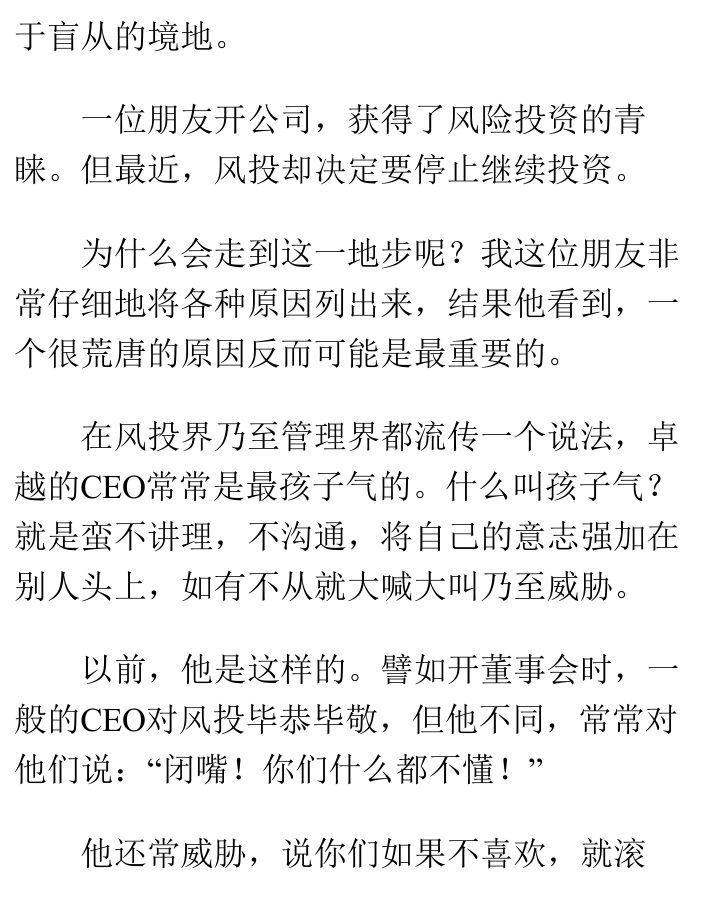 于盲从的境地。
一位朋友开公司，获得了风险投资的青
睐。但最近，风投却决定要停止继续投资。
为什么会走到这一地步呢？我这位朋友非
常仔细地将各种原因列出来，结果他看到，一
个很荒唐的原因反而可能是最重要的。
在风投界乃至管理界都流传一个说法，卓
越的CEO常常是最孩子气的。什么叫孩子气？
就是蛮不讲理，不沟通，将自己的意志强加在
别人头上，如有不从就大喊大叫乃至威胁。
以前，他是这样的。譬如开董事会时，一
般的CEO对风投毕恭毕敬，但他不同，常常对
他们说：“闭嘴！你们什么都不懂！”
他还常威胁，说你们如果不喜欢，就滚